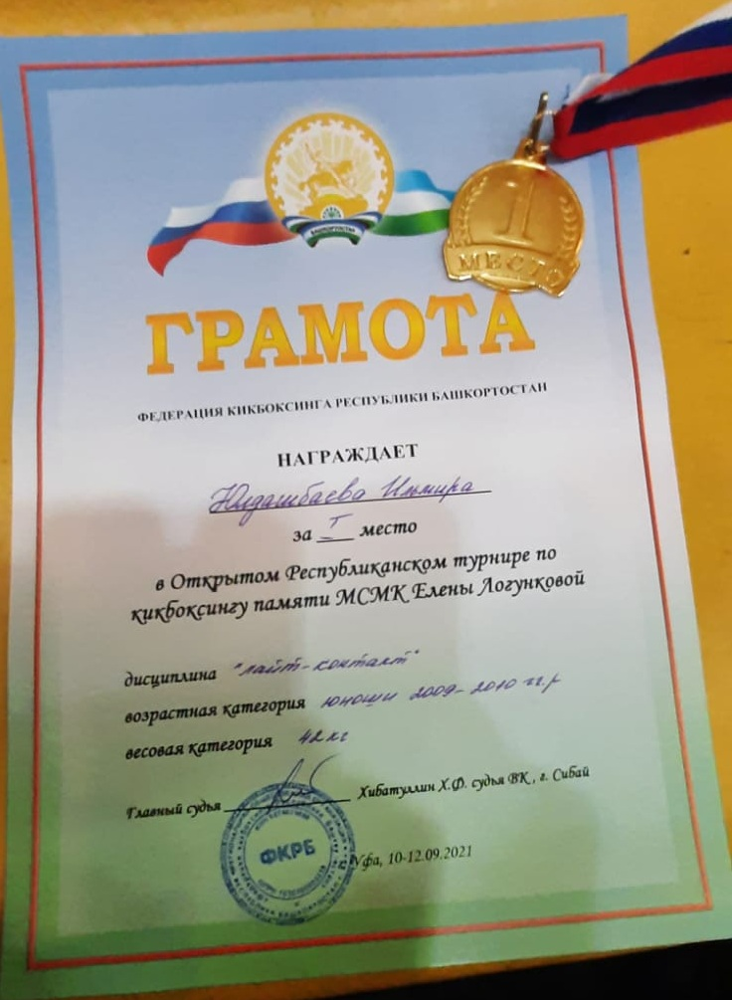 БАШКОРТОСТАН
1
МЕСТО
ГРАМОТА
ФЕДЕРАЦИЯ КИКБОКСИНГА РЕСПУБЛИКИ БАШКОРТОСТАН
НАГРАЖДАЕТ
Юлдашбаева Ильмира
за I место
в Открытом Республиканском турнире по
кикбоксингу памяти МСМК Елены Логунковой
дисциплина "лайт-контакт"
возрастная категория юноши 2009-2010 гг.р
весовая категория 42 кг
Главный судья Хибатуллин Х.Ф. судья ВК , г. Сибай
ФКРБ
Уфа, 10-12.09.2021